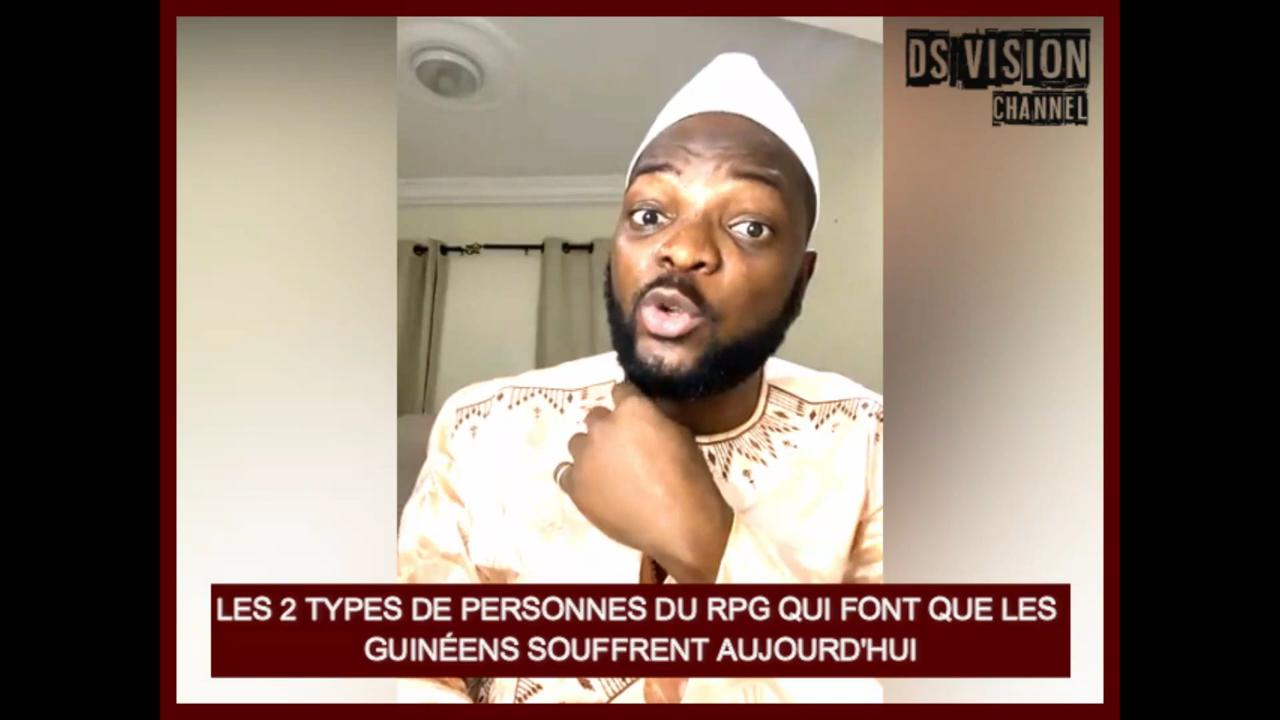 DS VISION
CHANNEL
LES 2 TYPES DE PERSONNES DU RPG QUI FONT QUE LES
GUINÉENS SOUFFRENT AUJOURD'HUI